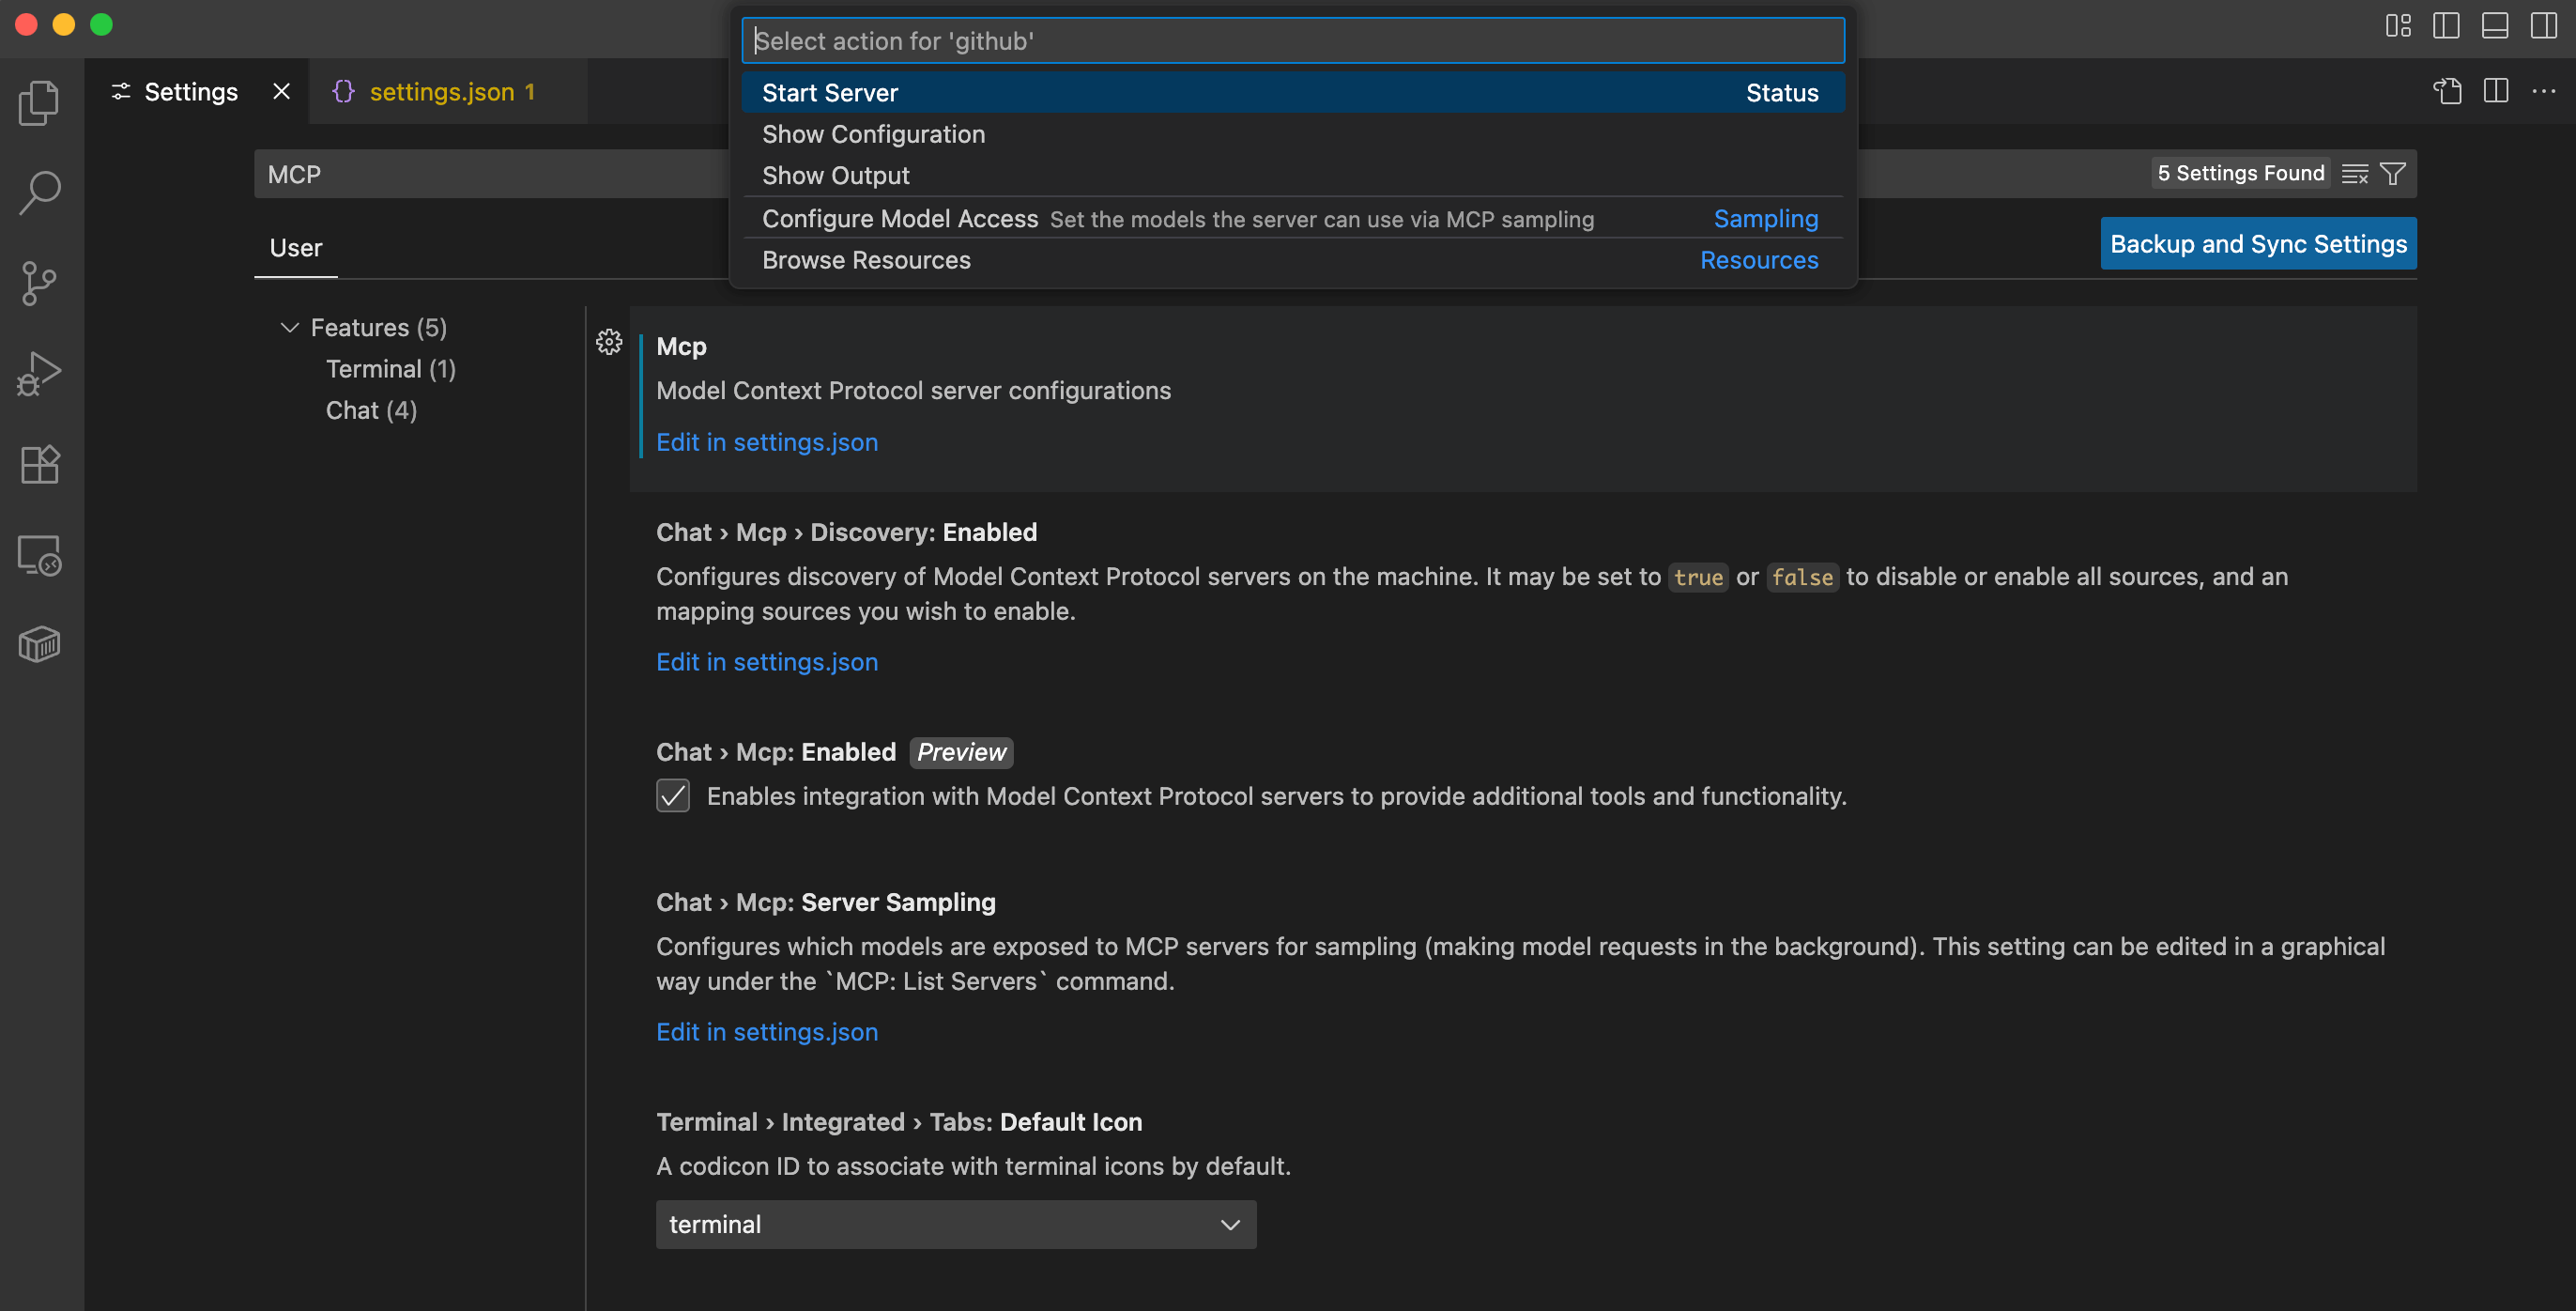 Select action for 'github'
Start Server Status
Show Configuration
Show Output
Configure Model Access Set the models the server can use via MCP sampling Sampling
Browse Resources Resources
Settings
{} settings.json 1
MCP
5 Settings Found
User
Backup and Sync Settings
Features (5)
Terminal (1)
Chat (4)
Mcp
Model Context Protocol server configurations
Edit in settings.json
Chat › Mcp › Discovery: Enabled
Configures discovery of Model Context Protocol servers on the machine. It may be set to true or false to disable or enable all sources, and an
mapping sources you wish to enable.
Edit in settings.json
Chat › Mcp: Enabled Preview
Enables integration with Model Context Protocol servers to provide additional tools and functionality.
Chat › Mcp: Server Sampling
Configures which models are exposed to MCP servers for sampling (making model requests in the background). This setting can be edited in a graphical
way under the `MCP: List Servers` command.
Edit in settings.json
Terminal › Integrated › Tabs: Default Icon
A codicon ID to associate with terminal icons by default.
terminal